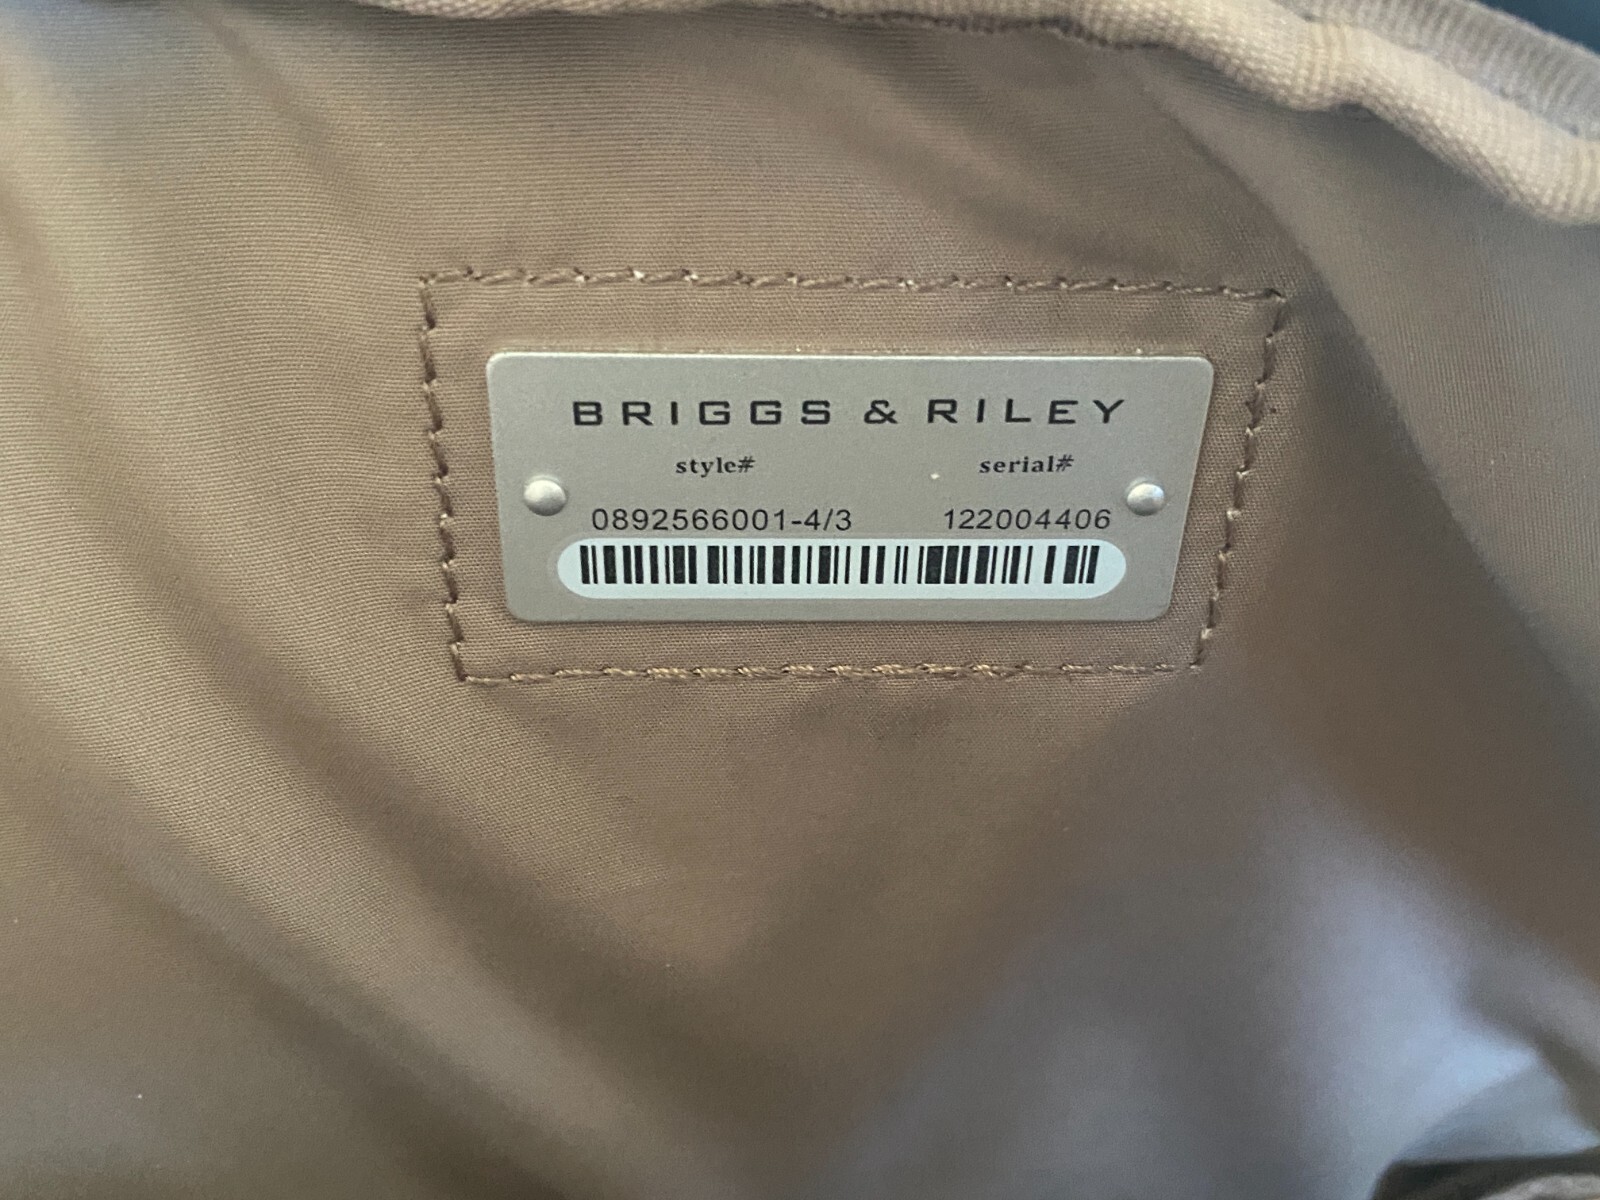 BRIGGS & RILEY
style# serial#
0892566001-4/3 122004406